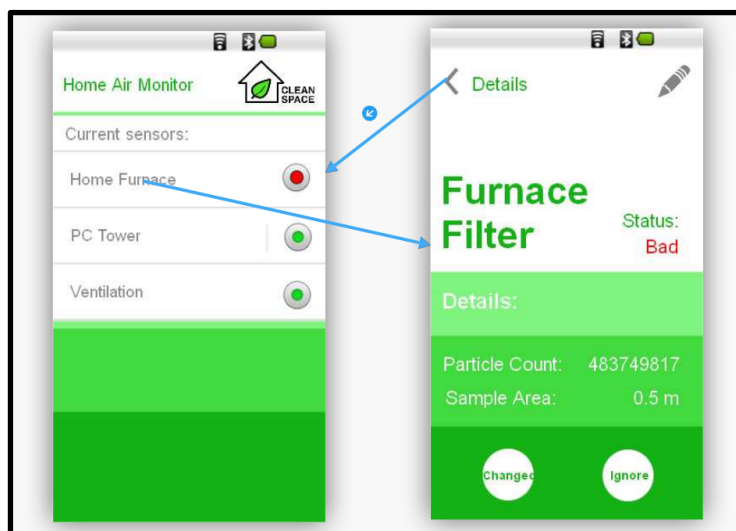 Home Air Monitor
CLEAN
SPACE
Current sensors:
Home Furnace
PC Tower
Ventilation
Details
Furnace
Filter
Status:
Bad
Details:
Particle Count: 483749817
Sample Area: 0.5 m
Changed
Ignore